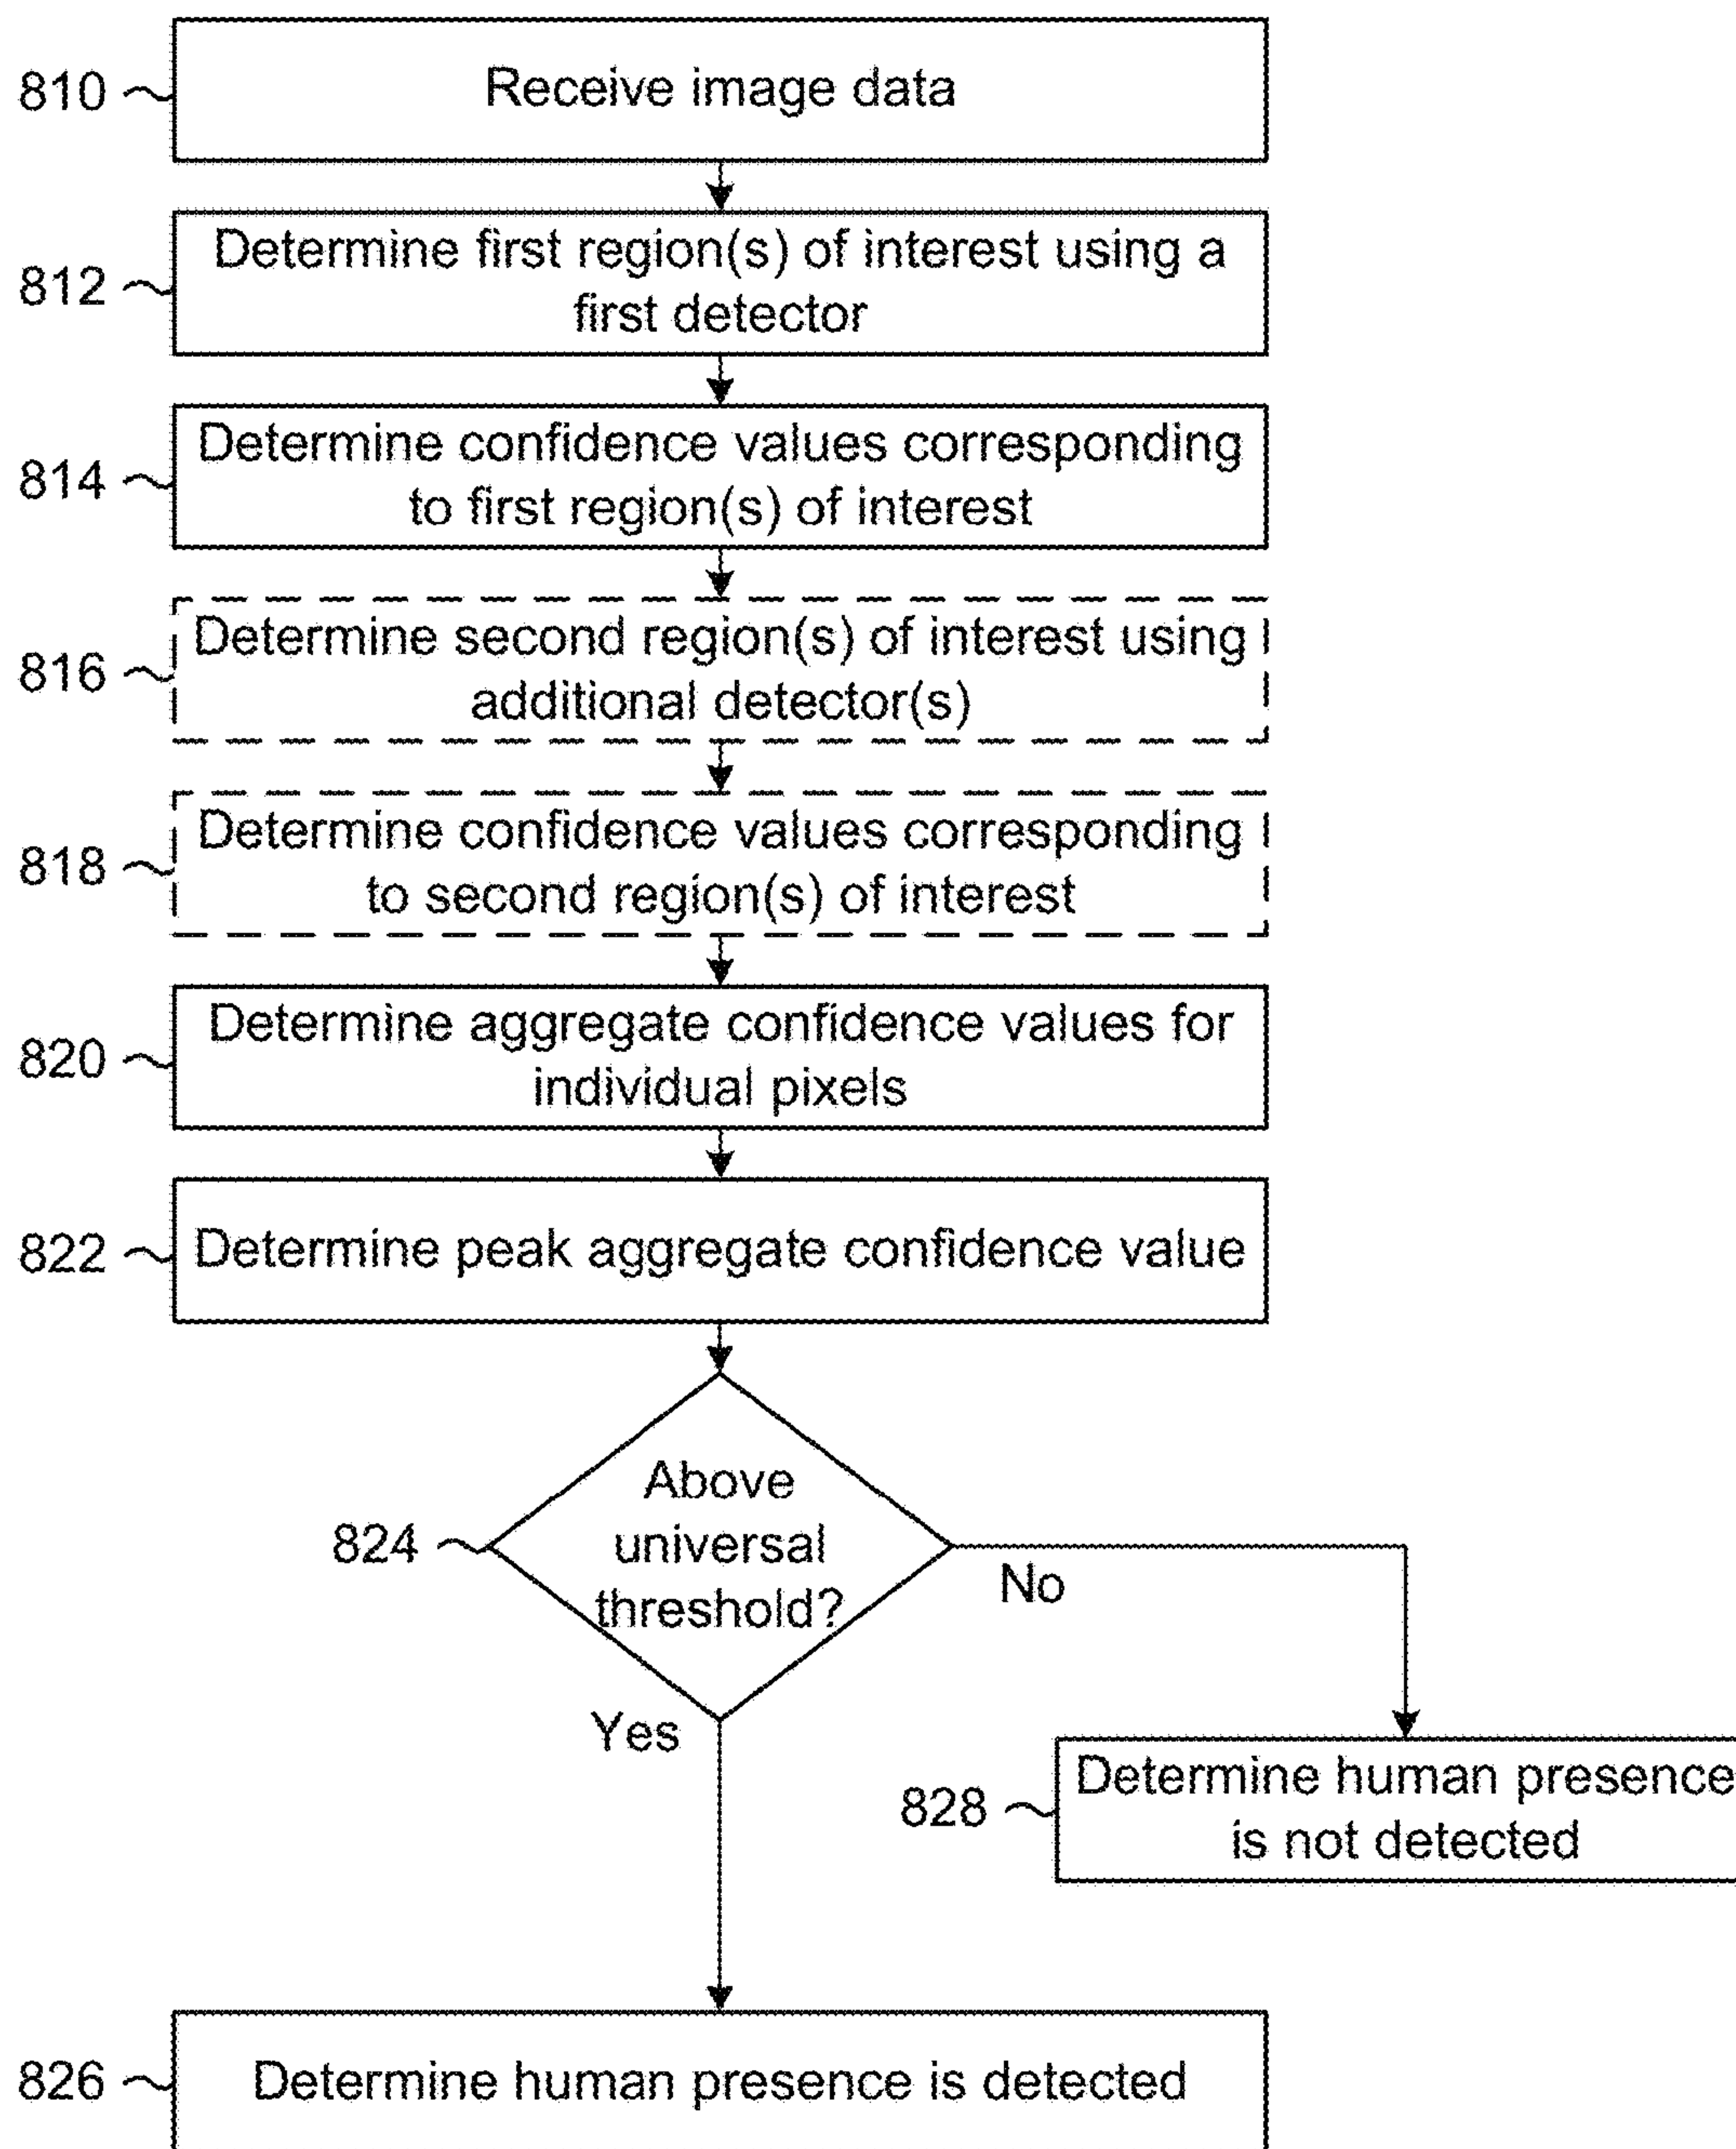 810
Receive image data
812
Determine first region(s) of interest using a
first detector
814
Determine confidence values corresponding
to first region(s) of interest
816
Determine second region(s) of interest using
additional detector(s)
818
Determine confidence values corresponding
to second region(s) of interest
820
Determine aggregate confidence values for
individual pixels
822
Determine peak aggregate confidence value
824
Above
universal
threshold?
No
Yes
828
Determine human presence
is not detected
826
Determine human presence is detected